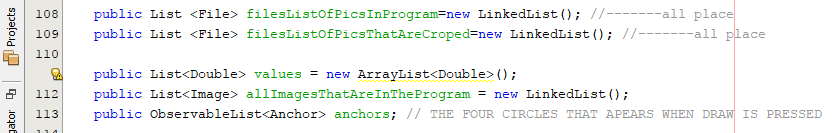 Projects
gator
108 public List <File> filesListOfPicsInProgram=new LinkedList(); //-------all place
109 public List <File> filesListOfPicsThatAreCroped=new LinkedList(); //-------all place
110
public List<Double> values = new ArrayList<Double>();
112 public List<Image> allImagesThatAreInTheProgram = new LinkedList();
113 public ObservableList<Anchor> anchors; // THE FOUR CIRCLES THAT APEARS WHEN DRAW IS PRESSED
114